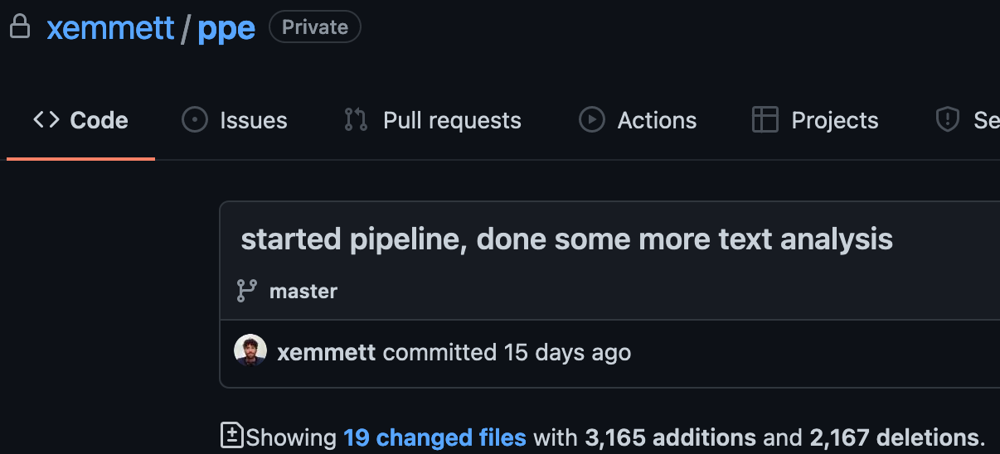 xemmett / ppe Private
Code Issues Pull requests Actions Projects Se
started pipeline, done some more text analysis
master
xemmett committed 15 days ago
Showing 19 changed files with 3,165 additions and 2,167 deletions.